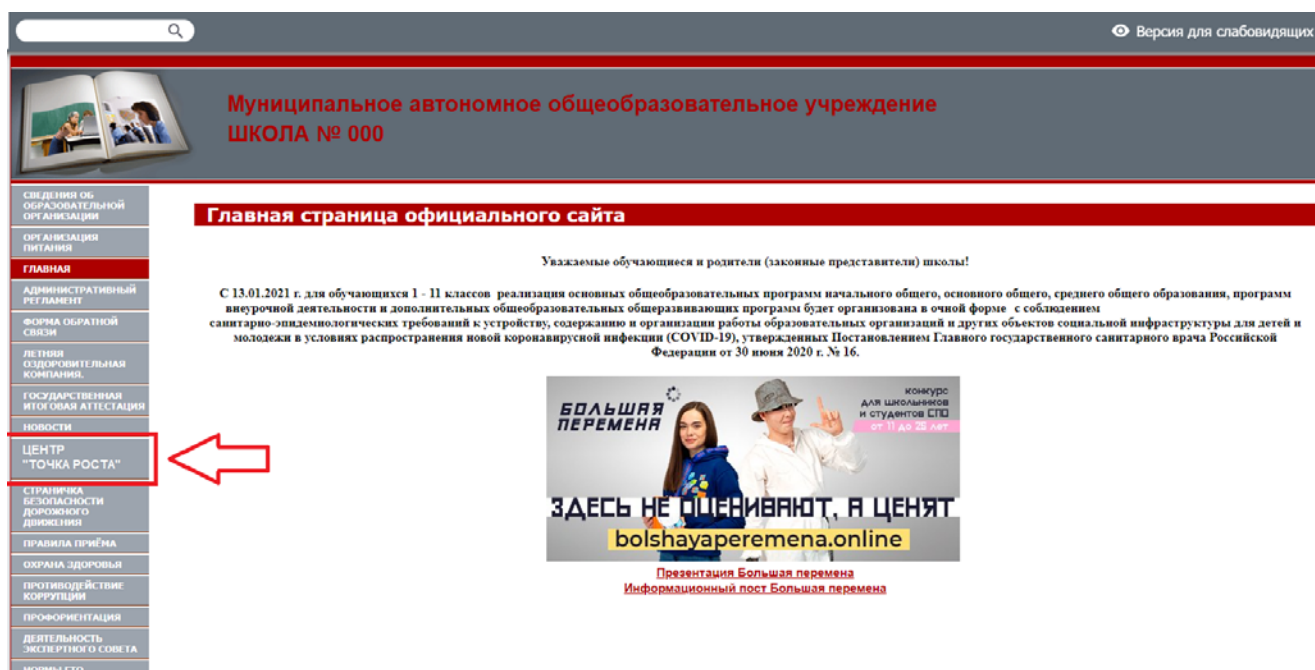 Версия для слабовидящих
Муниципальное автономное общеобразовательное учреждение
ШКОЛА № 000
СВЕДЕНИЯ ОБ
ОБРАЗОВАТЕЛЬНОЙ
ОРГАНИЗАЦИИ
ОРГАНИЗАЦИЯ
ПИТАНИЯ
ГЛАВНАЯ
АДМИНИСТРАТИВНЫЙ
РЕГЛАМЕНТ
ФОРМА ОБРАТНОЙ
СВЯЗИ
ЛЕТНЯЯ
ОЗДОРОВИТЕЛЬНАЯ
КОМПАНИЯ.
ГОСУДАРСТВЕННАЯ
ИТОГОВАЯ АТТЕСТАЦИЯ
НОВОСТИ
ЦЕНТР
"ТОЧКА РОСТА"
СТРАНИЧКА
БЕЗОПАСНОСТИ
ДОРОЖНОГО
ДВИЖЕНИЯ
ПРАВИЛА ПРИЁМА
ОХРАНА ЗДОРОВЬЯ
ПРОТИВОДЕЙСТВИЕ
КОРРУПЦИИ
ПРОФОРИЕНТАЦИЯ
ДЕЯТЕЛЬНОСТЬ
ЭКСПЕРТНОГО СОВЕТА
НОРМЫ ГТО
Главная страница официального сайта
Уважаемые обучающиеся и родители (законные представители) школы!
С 13.01.2021 г. для обучающихся 1 - 11 классов реализация основных общеобразовательных программ начального общего, основного общего, среднего общего образования, программ
внеурочной деятельности и дополнительных общеобразовательных общеразвивающих программ будет организована в очной форме с соблюдением
санитарно-эпидемиологических требований к устройству, содержанию и организации работы образовательных организаций и других объектов социальной инфраструктуры для детей и
молодежи в условиях распространения новой коронавирусной инфекции (COVID-19), утвержденных Постановлением Главного государственного санитарного врача Российской
Федерации от 30 июня 2020 г. № 16.
БОЛЬШАЯ
ПЕРЕМЕНА
конкурс
для школьников
и студентов СПО
от 11 до 25 лет
ЗДЕСЬ НЕ ОЦЕНИВАЮТ, А ЦЕНЯТ
bolshayaperemena.online
Презентация Большая перемена
Информационный пост Большая перемена